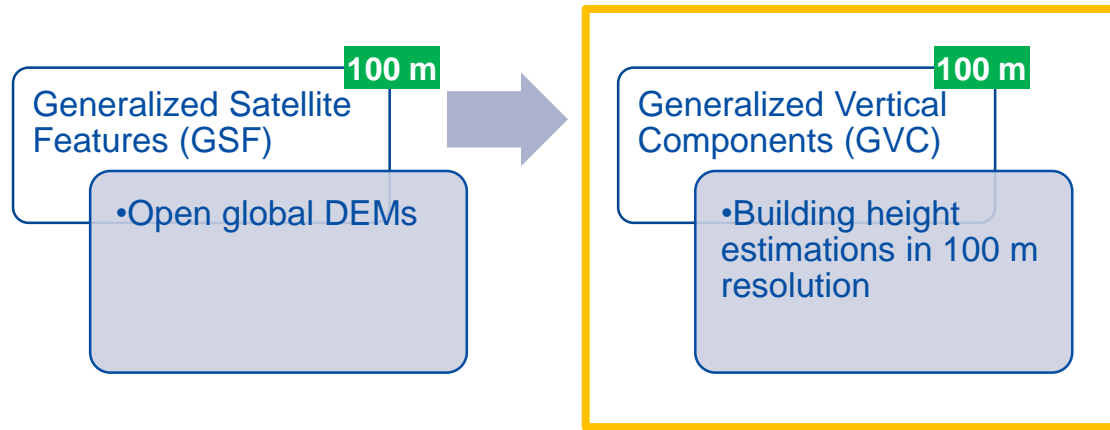 100 m
Generalized Satellite
Features (GSF)
•Open global DEMs
100 m
Generalized Vertical
Components (GVC)
•Building height
estimations in 100 m
resolution